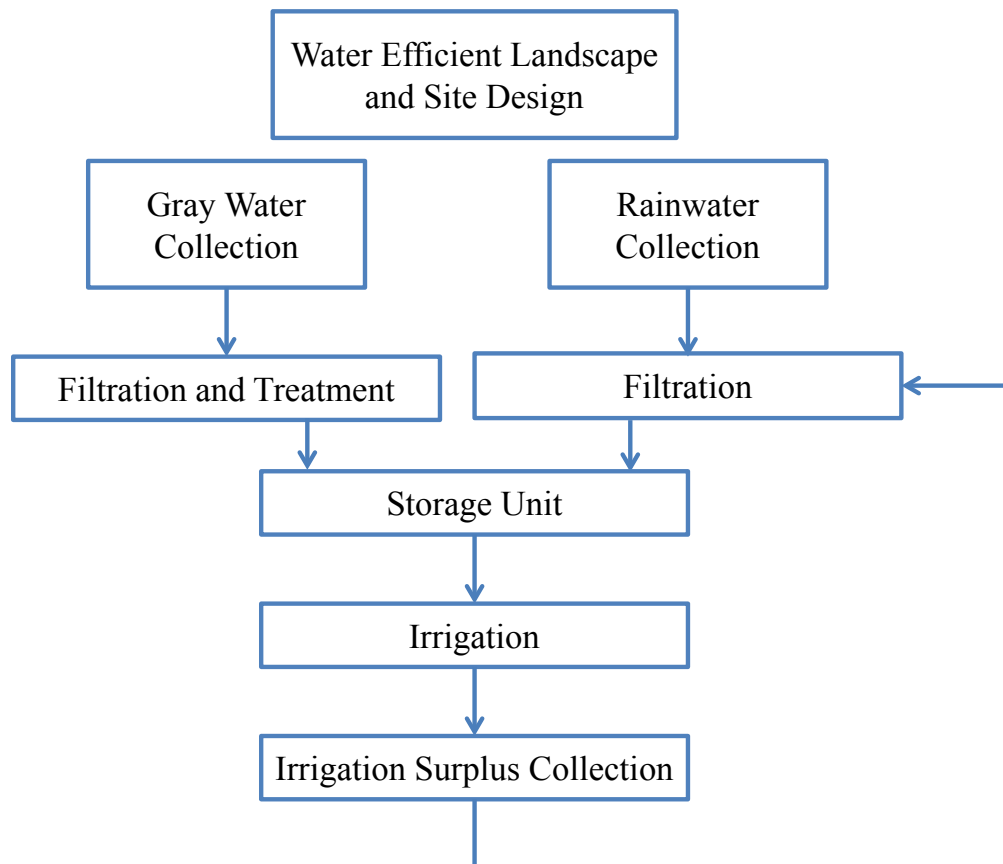 Water Efficient Landscape
and Site Design
Gray Water
Collection
Rainwater
Collection
Filtration and Treatment
Filtration
Storage Unit
Irrigation
Irrigation Surplus Collection